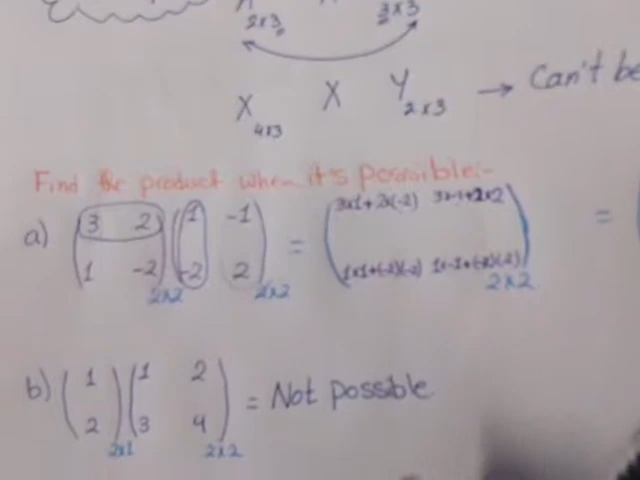 2x3 3x3
X 4x3 X Y 2x3 → Can't be
Find the product when it's possible:-
a) (3 2 (1 -1 = (3x1+2x(-2) 3x-1+2x2 =
1 -2) 2x2 -2 2) 2x2 1x1+(-2)(-2) 1x-1+(-2)(2)) 2x2
b) (1 (1 2 = Not possible
2) 2x1 3 4) 2x2